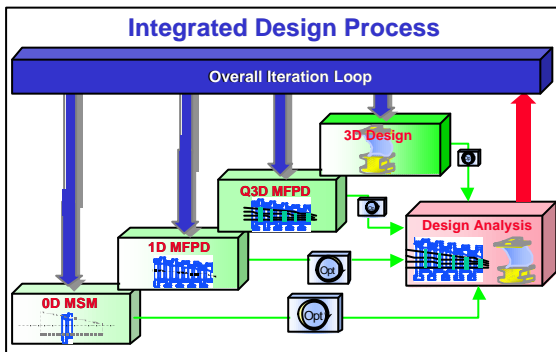 Integrated Design Process
Overall Iteration Loop
3D Design
Q3D MFPD
Design Analysis
1D MFPD
Opt
0D MSM
Opt